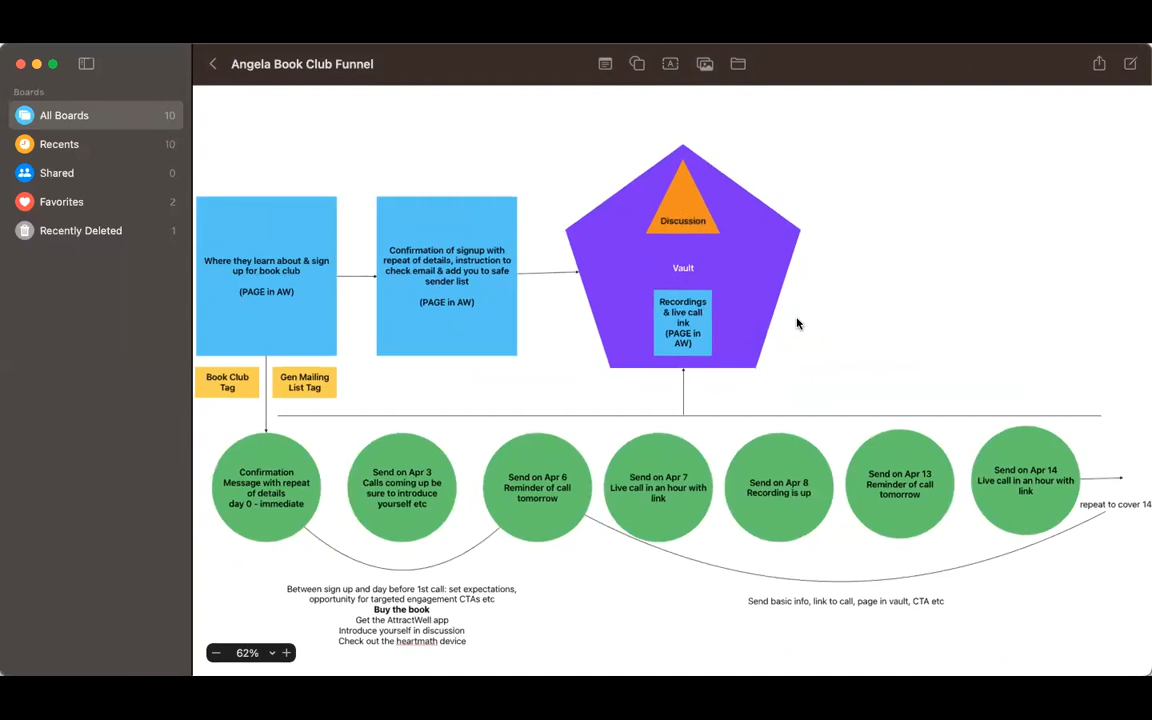 Angela Book Club Funnel
Boards
All Boards 10
Recents 10
Shared 0
Favorites 2
Recently Deleted 1
Where they learn about & sign
up for book club
(PAGE in AW)
Confirmation of signup with
repeat of details, instruction to
check email & add you to safe
sender list
(PAGE in AW)
Discussion
Vault
Recordings
& live call
ink
(PAGE in
AW)
Book Club
Tag
Gen Mailing
List Tag
Confirmation
Message with repeat
of details
day 0 - immediate
Send on Apr 3
Calls coming up be
sure to introduce
yourself etc
Send on Apr 6
Reminder of call
tomorrow
Send on Apr 7
Live call in an hour with
link
Send on Apr 8
Recording is up
Send on Apr 13
Reminder of call
tomorrow
Send on Apr 14
Live call in an hour with
link
repeat to cover 14
Between sign up and day before 1st call: set expectations,
opportunity for targeted engagement CTAs etc
Buy the book
Get the AttractWell app
Introduce yourself in discussion
Check out the heartmath device
Send basic info, link to call, page in vault, CTA etc
62%